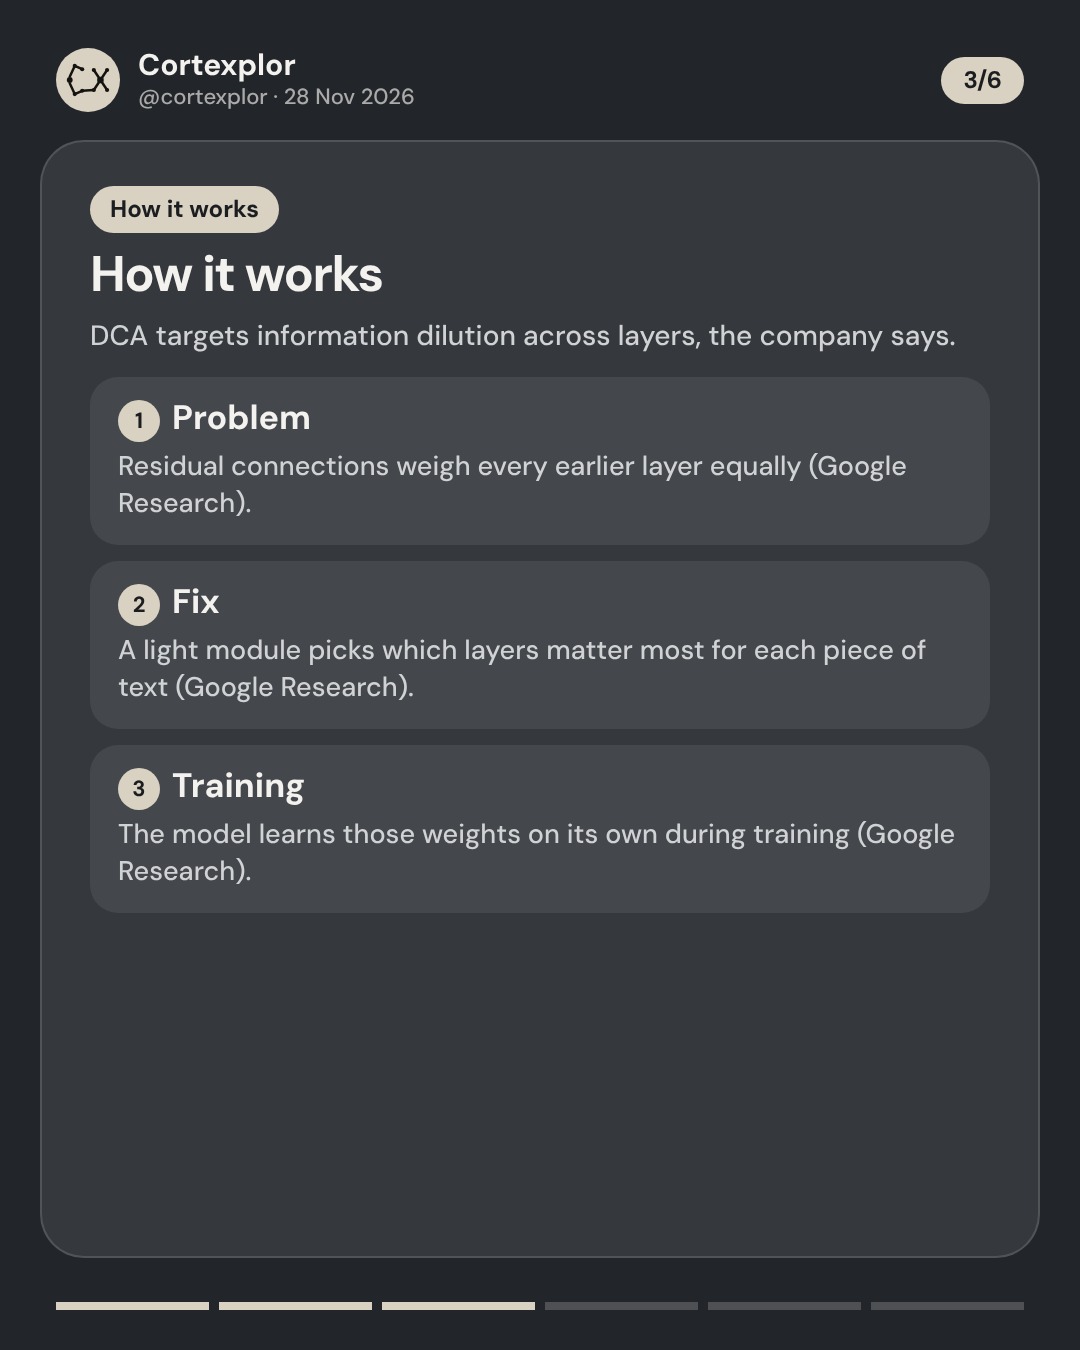 Cortexplor
@cortexplor · 28 Nov 2026
3/6
How it works
How it works
DCA targets information dilution across layers, the company says.
1 Problem
Residual connections weigh every earlier layer equally (Google
Research).
2 Fix
A light module picks which layers matter most for each piece of
text (Google Research).
3 Training
The model learns those weights on its own during training (Google
Research).